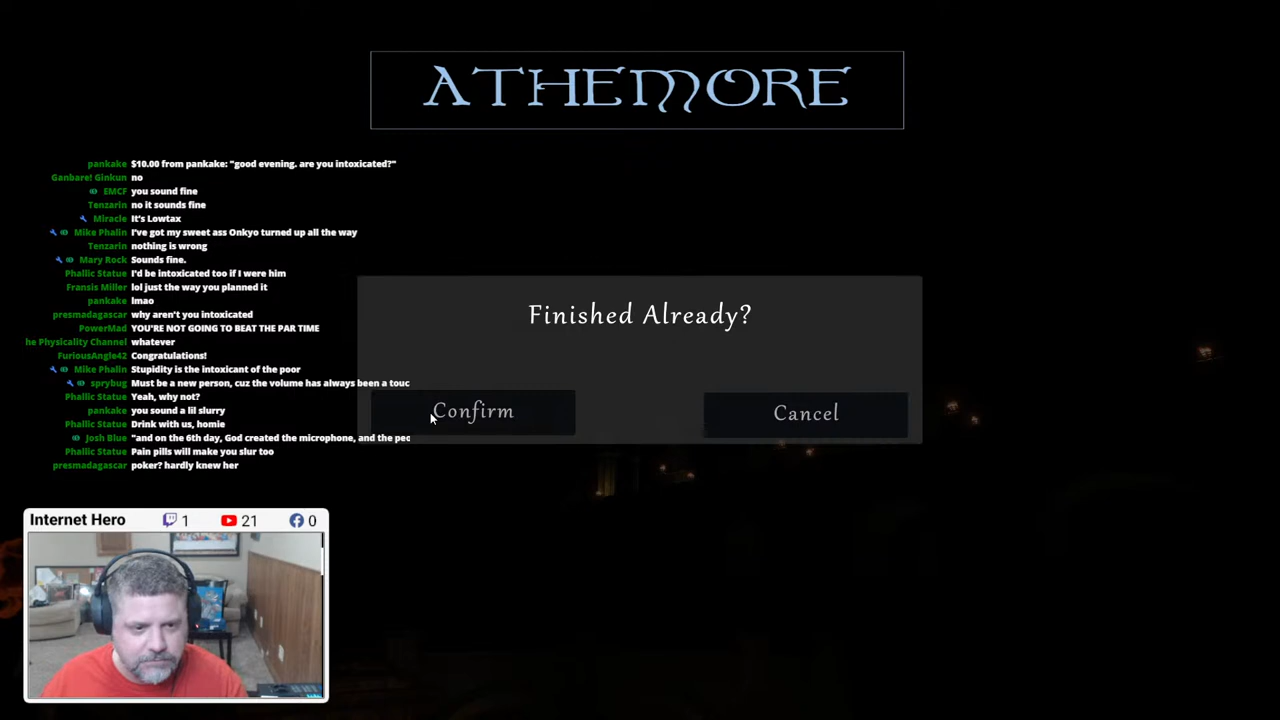 ATHEMORE
pankake $10.00 from pankake: "good evening. are you intoxicated?"
Ganbare! Ginkun no
EMCF you sound fine
Tenzarin no it sounds fine
Miracle It's Lowtax
Mike Phalin I've got my sweet ass Onkyo turned up all the way
Tenzarin nothing is wrong
Mary Rock Sounds fine.
Phallic Statue I'd be intoxicated too if I were him
Fransis Miller lol just the way you planned it
pankake lmao
presmadagascar why aren't you intoxicated
PowerMad YOU'RE NOT GOING TO BEAT THE PAR TIME
he Physicality Channel whatever
FuriousAngle42 Congratulations!
Mike Phalin Stupidity is the intoxicant of the poor
sprybug Must be a new person, cuz the volume has always been a touc
Phallic Statue Yeah, why not?
pankake you sound a lil slurry
Phallic Statue Drink with us, homie
Josh Blue "and on the 6th day, God created the microphone, and the pec
Phallic Statue Pain pills will make you slur too
presmadagascar poker? hardly knew her
Finished Already?
Confirm
Cancel
Internet Hero 1 21 0